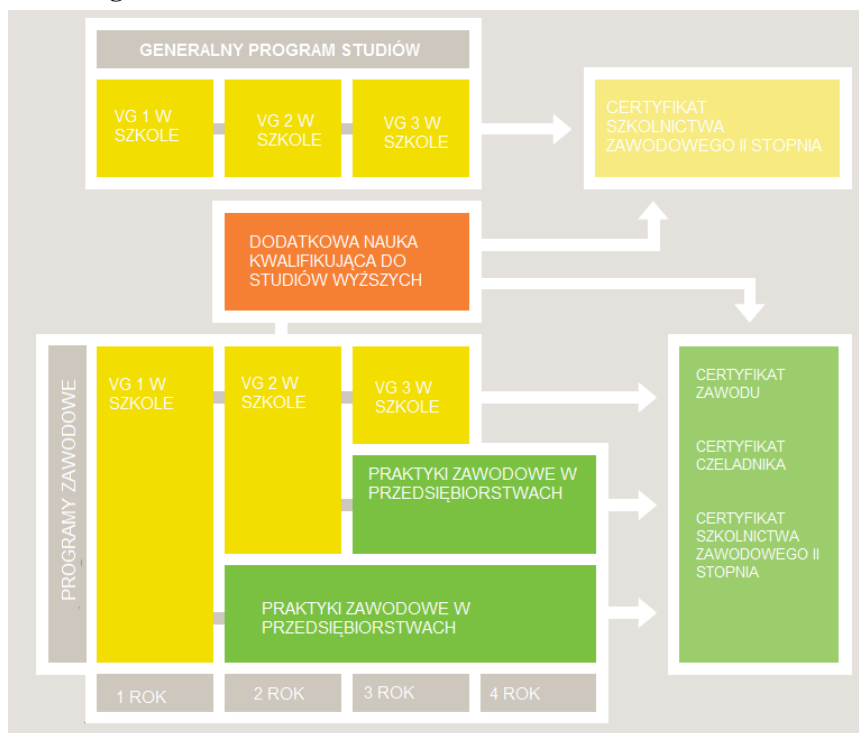 GENERALNY PROGRAM STUDIÓW
VG 1 W
SZKOLE
VG 2 W
SZKOLE
VG 3 W
SZKOLE
CERTYFIKAT
SZKOLNICTWA
ZAWODOWEGO II STOPNIA
DODATKOWA NAUKA
KWALIFIKUJĄCA DO
STUDIÓW WYŻSZYCH
PROGRAMY ZAWODOWE
VG 1 W
SZKOLE
VG 2 W
SZKOLE
VG 3 W
SZKOLE
PRAKTYKI ZAWODOWE W
PRZEDSIĘBIORSTWACH
PRAKTYKI ZAWODOWE W
PRZEDSIĘBIORSTWACH
CERTYFIKAT
ZAWODU
CERTYFIKAT
CZELADNIKA
CERTYFIKAT
SZKOLNICTWA
ZAWODOWEGO II
STOPNIA
1 ROK
2 ROK
3 ROK
4 ROK